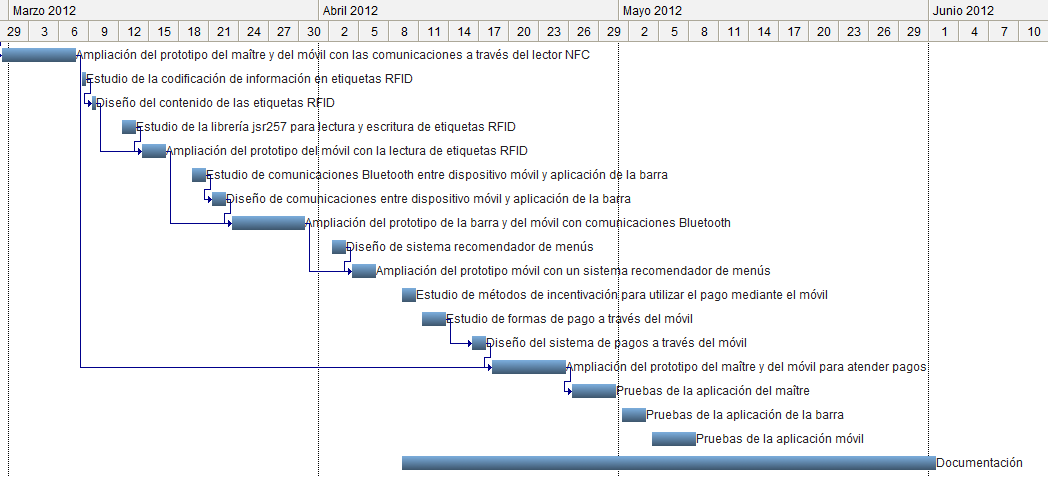 Marzo 2012 Abril 2012 Mayo 2012 Junio 2012
29 3 6 9 12 15 18 21 24 27 30 2 5 8 11 14 17 20 23 26 29 2 5 8 11 14 17 20 23 26 29 1 4 7 10
Ampliación del prototipo del maître y del móvil con las comunicaciones a través del lector NFC
Estudio de la codificación de información en etiquetas RFID
Diseño del contenido de las etiquetas RFID
Estudio de la librería jsr257 para lectura y escritura de etiquetas RFID
Ampliación del prototipo del móvil con la lectura de etiquetas RFID
Estudio de comunicaciones Bluetooth entre dispositivo móvil y aplicación de la barra
Diseño de comunicaciones entre dispositivo móvil y aplicación de la barra
Ampliación del prototipo de la barra y del móvil con comunicaciones Bluetooth
Diseño de sistema recomendador de menús
Ampliación del prototipo móvil con un sistema recomendador de menús
Estudio de métodos de incentivación para utilizar el pago mediante el móvil
Estudio de formas de pago a través del móvil
Diseño del sistema de pagos a través del móvil
Ampliación del prototipo del maître y del móvil para atender pagos
Pruebas de la aplicación del maître
Pruebas de la aplicación de la barra
Pruebas de la aplicación móvil
Documentación